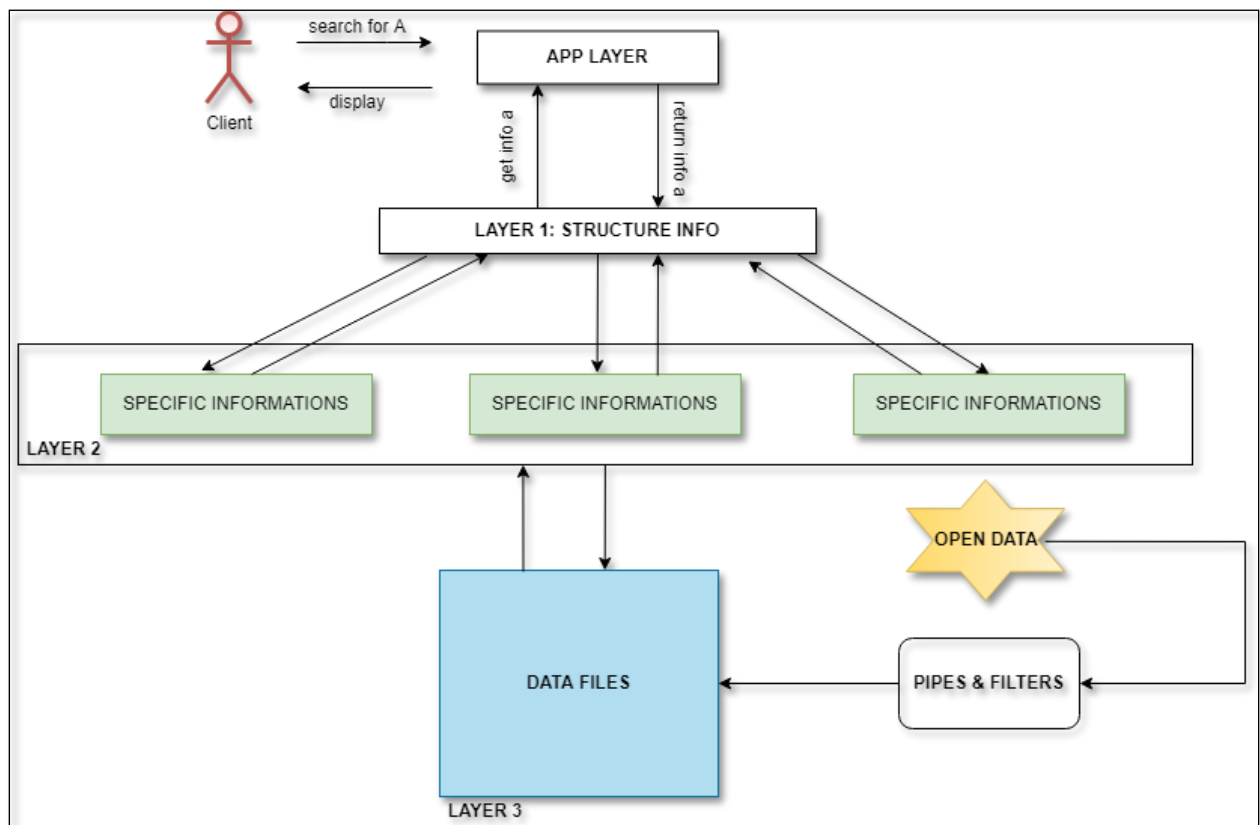 search for A
APP LAYER
display
Client
get info a
return info a
LAYER 1: STRUCTURE INFO
SPECIFIC INFORMATIONS
SPECIFIC INFORMATIONS
SPECIFIC INFORMATIONS
LAYER 2
OPEN DATA
DATA FILES
PIPES & FILTERS
LAYER 3